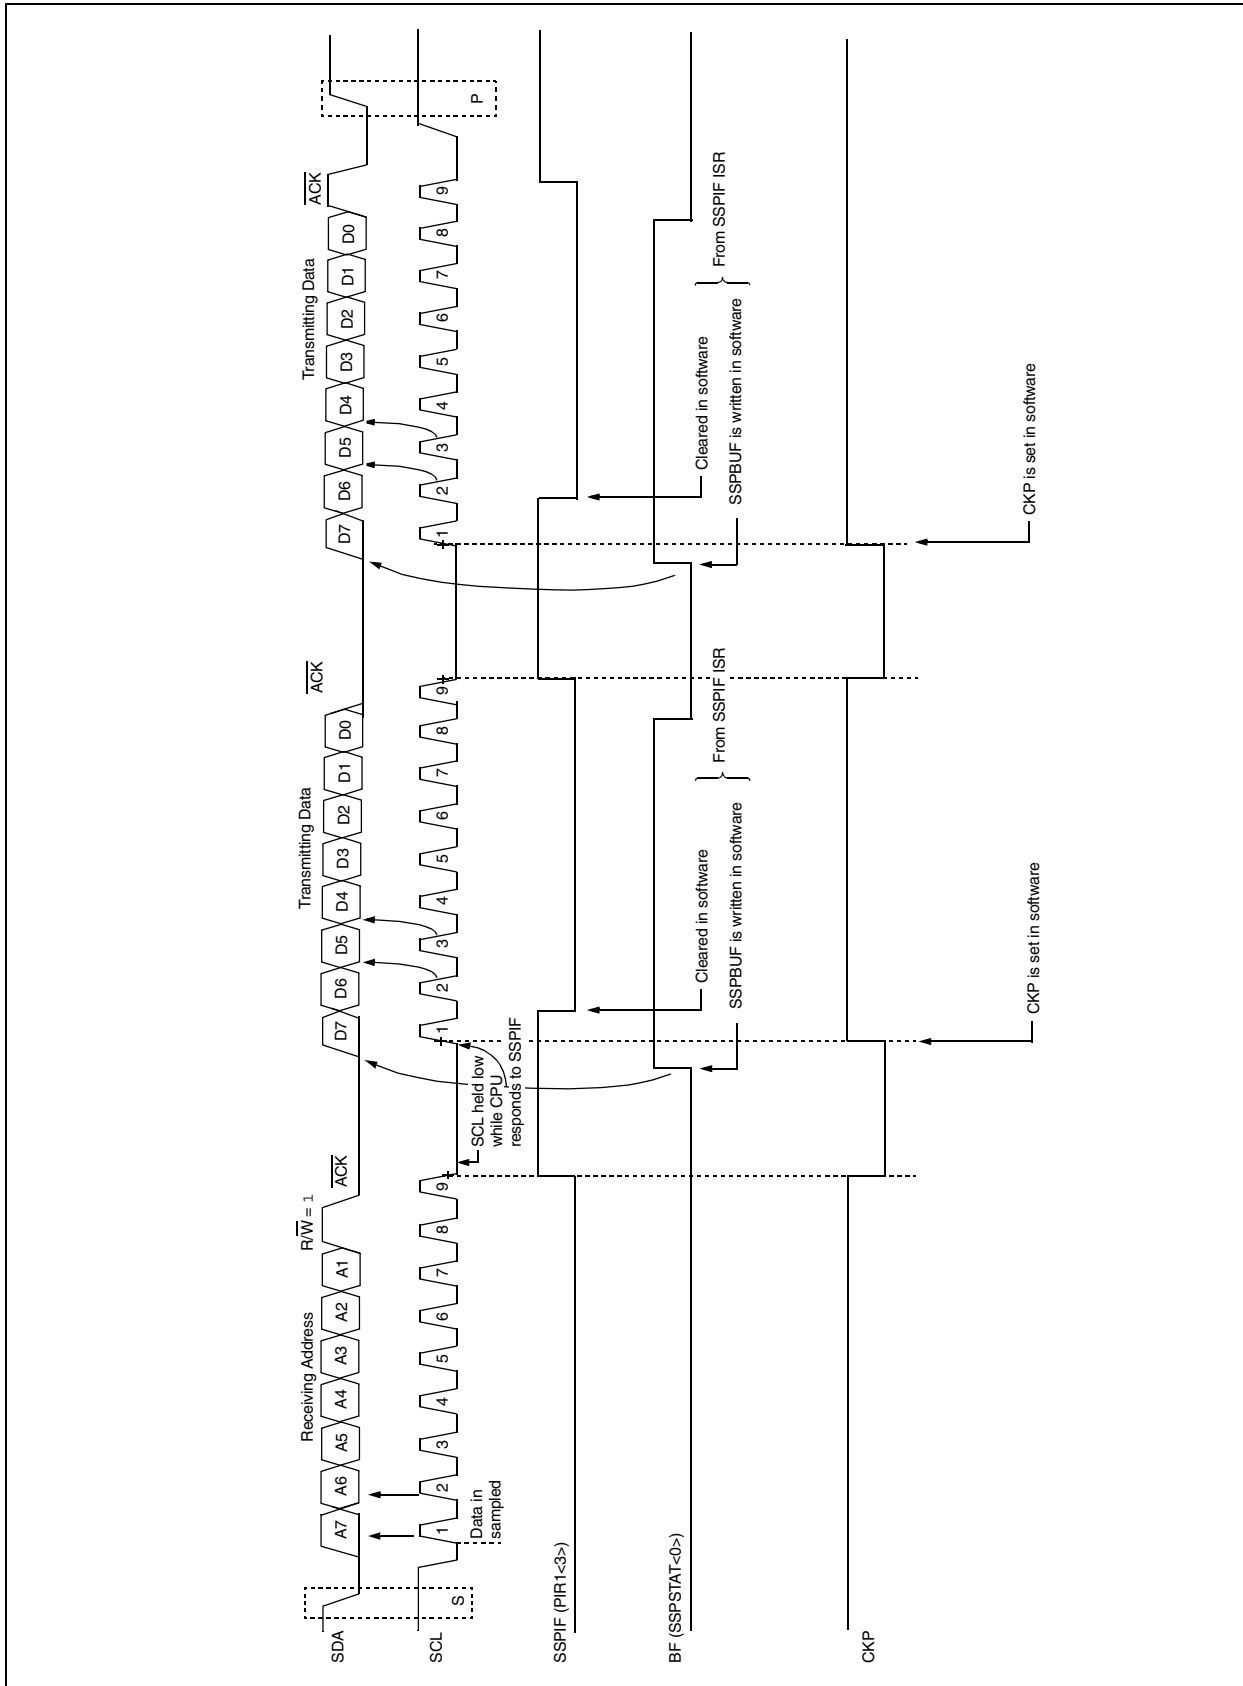 Receiving Address
R/W = 1
ACK
Transmitting Data
ACK
Transmitting Data
ACK
SDA
A7 A6 A5 A4 A3 A2 A1
D7 D6 D5 D4 D3 D2 D1 D0
D7 D6 D5 D4 D3 D2 D1 D0
SCL
1 2 3 4 5 6 7 8 9
1 2 3 4 5 6 7 8 9
1 2 3 4 5 6 7 8 9
S
P
Data in
sampled
SCL held low
while CPU
responds to SSPIF
SSPIF (PIR1<3>)
Cleared in software
Cleared in software
BF (SSPSTAT<0>)
From SSPIF ISR
From SSPIF ISR
SSPBUF is written in software
SSPBUF is written in software
CKP
CKP is set in software
CKP is set in software